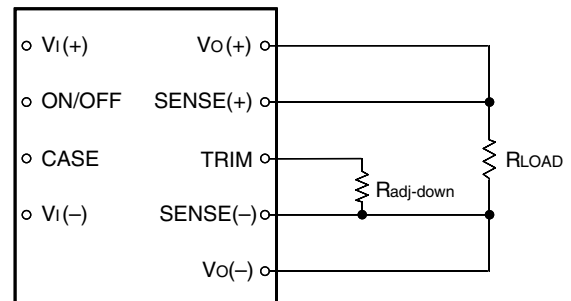 VI(+) VO(+)
ON/OFF SENSE(+)
CASE TRIM RLOAD
Radj-down
VI(–) SENSE(–)
VO(–)